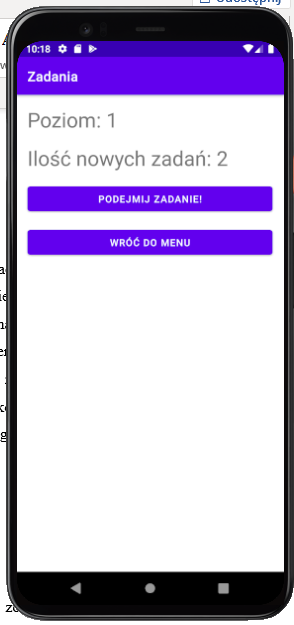 Udostępnij
10:18
Zadania
Poziom: 1
Ilość nowych zadań: 2
PODEJMIJ ZADANIE!
WRÓĆ DO MENU